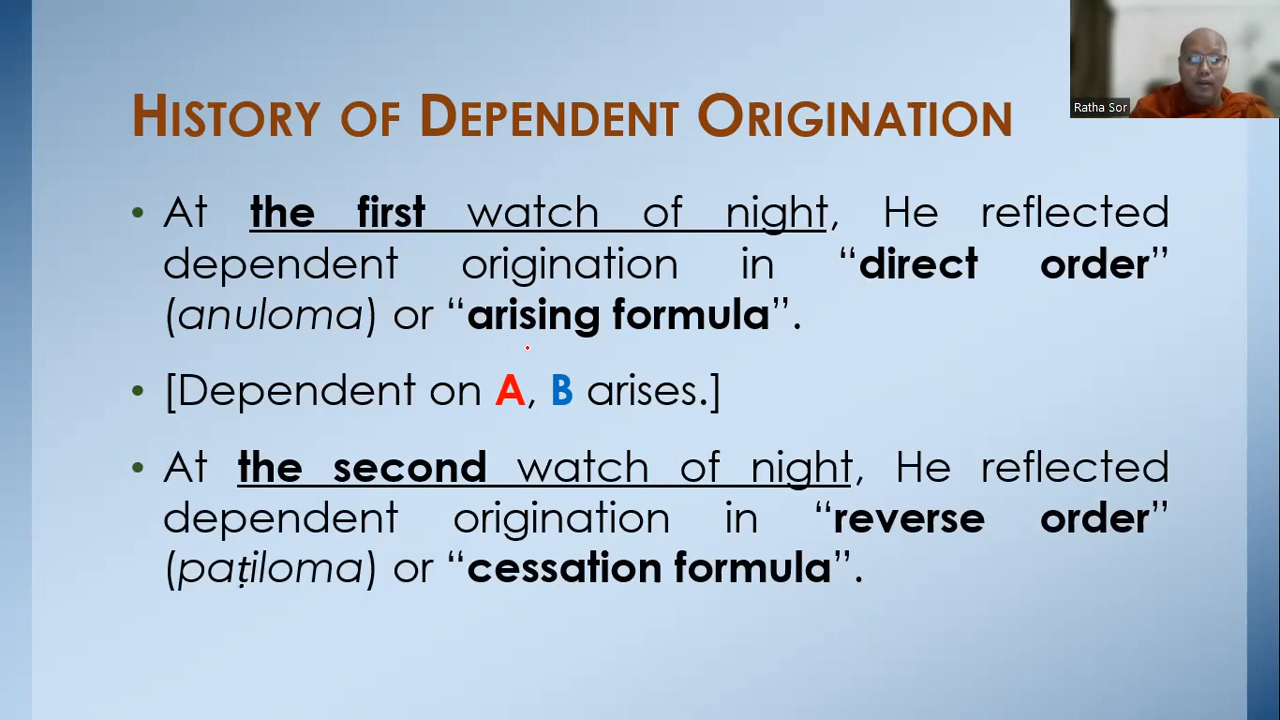 HISTORY OF DEPENDENT ORIGINATION
Ratha Sor
• At the first watch of night, He reflected
dependent origination in “direct order”
(anuloma) or “arising formula”.
• [Dependent on A, B arises.]
• At the second watch of night, He reflected
dependent origination in “reverse order”
(paṭiloma) or “cessation formula”.